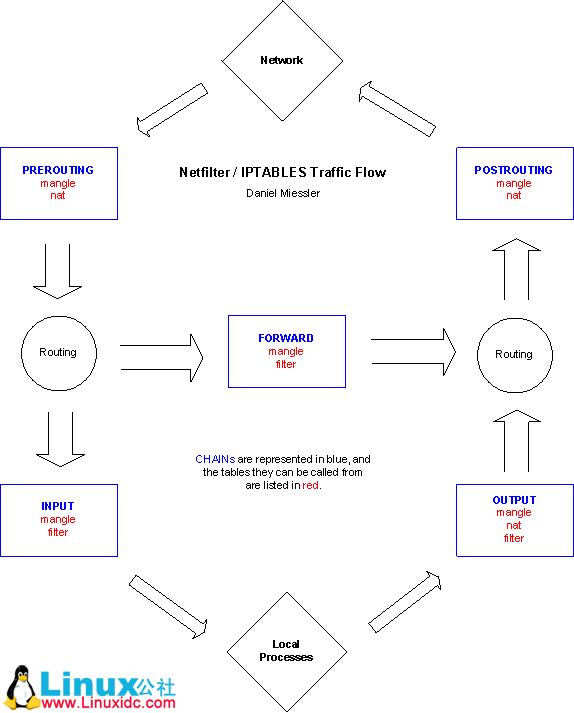 Network
PREROUTING
mangle
nat
Netfilter / IPTABLES Traffic Flow
Daniel Miessler
POSTROUTING
mangle
nat
Routing
FORWARD
mangle
filter
Routing
CHAINs are represented in blue, and
the tables they can be called from
are listed in red.
INPUT
mangle
filter
OUTPUT
mangle
nat
filter
Local
Processes
Linux公社
www.Linuxidc.com